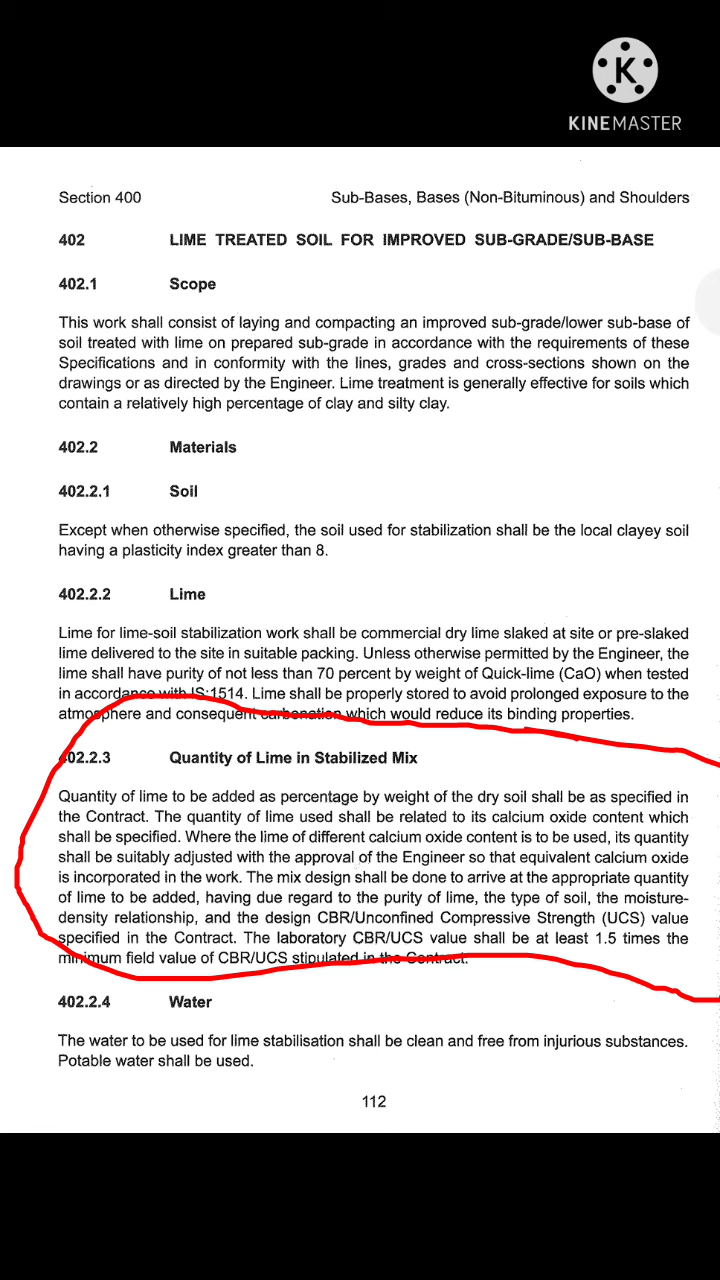 K
KINEMASTER
Section 400 Sub-Bases, Bases (Non-Bituminous) and Shoulders
402 LIME TREATED SOIL FOR IMPROVED SUB-GRADE/SUB-BASE
402.1 Scope
This work shall consist of laying and compacting an improved sub-grade/lower sub-base of
soil treated with lime on prepared sub-grade in accordance with the requirements of these
Specifications and in conformity with the lines, grades and cross-sections shown on the
drawings or as directed by the Engineer. Lime treatment is generally effective for soils which
contain a relatively high percentage of clay and silty clay.
402.2 Materials
402.2.1 Soil
Except when otherwise specified, the soil used for stabilization shall be the local clayey soil
having a plasticity index greater than 8.
402.2.2 Lime
Lime for lime-soil stabilization work shall be commercial dry lime slaked at site or pre-slaked
lime delivered to the site in suitable packing. Unless otherwise permitted by the Engineer, the
lime shall have purity of not less than 70 percent by weight of Quick-lime (CaO) when tested
in accordance with IS:1514. Lime shall be properly stored to avoid prolonged exposure to the
atmosphere and consequent carbonation which would reduce its binding properties.
402.2.3 Quantity of Lime in Stabilized Mix
Quantity of lime to be added as percentage by weight of the dry soil shall be as specified in
the Contract. The quantity of lime used shall be related to its calcium oxide content which
shall be specified. Where the lime of different calcium oxide content is to be used, its quantity
shall be suitably adjusted with the approval of the Engineer so that equivalent calcium oxide
is incorporated in the work. The mix design shall be done to arrive at the appropriate quantity
of lime to be added, having due regard to the purity of lime, the type of soil, the moisture-
density relationship, and the design CBR/Unconfined Compressive Strength (UCS) value
specified in the Contract. The laboratory CBR/UCS value shall be at least 1.5 times the
minimum field value of CBR/UCS stipulated in the Contract.
402.2.4 Water
The water to be used for lime stabilisation shall be clean and free from injurious substances.
Potable water shall be used.
112